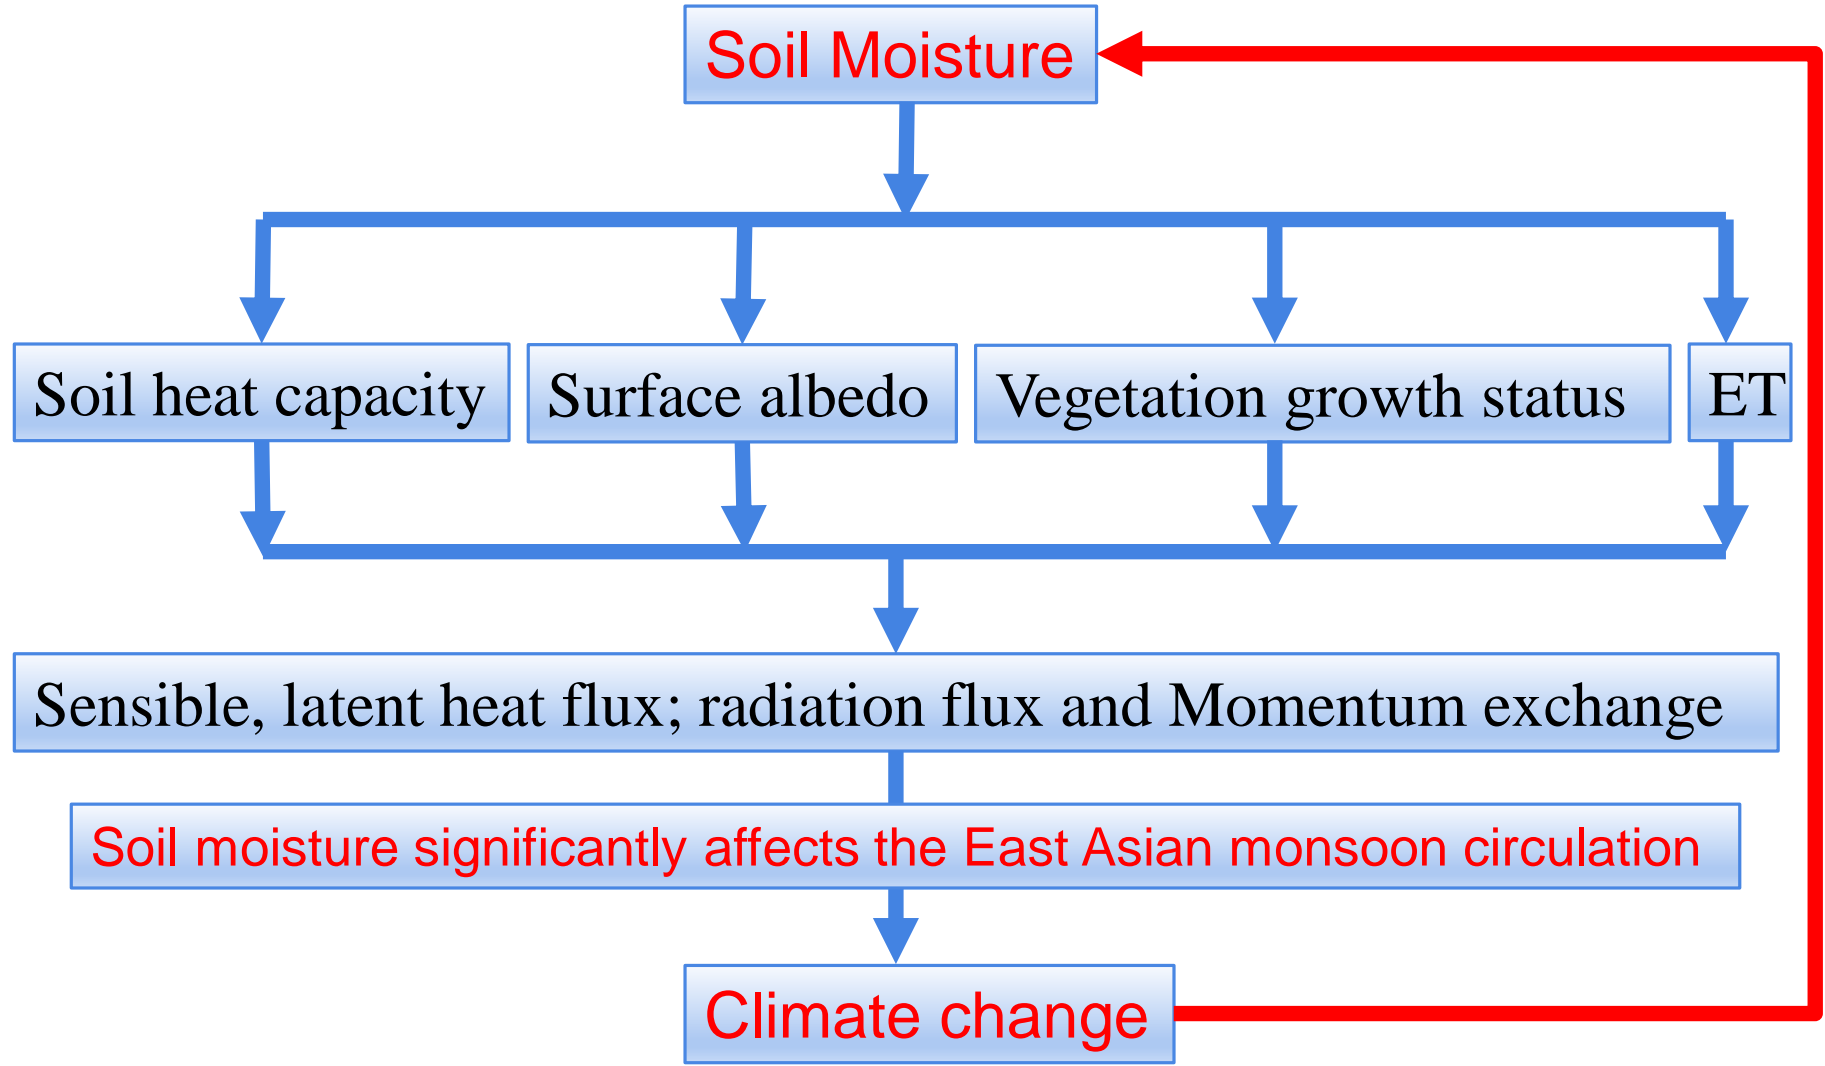 Soil Moisture
Soil heat capacity
Surface albedo
Vegetation growth status
ET
Sensible, latent heat flux; radiation flux and Momentum exchange
Soil moisture significantly affects the East Asian monsoon circulation
Climate change